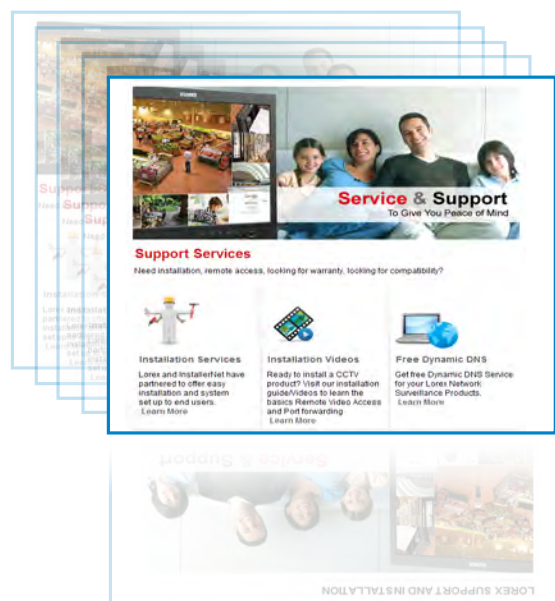 LOREX
Service & Support
To Give You Peace of Mind
Support Services
Need installation, remote access, looking for warranty, looking for compatibility?
Installation Services
Lorex and InstallerNet have
partnered to offer easy
installation and system
set up to end users.
Learn More
Installation Videos
Ready to install a CCTV
product? Visit our installation
guide/Videos to learn the
basics Remote Video Access
and Port forwarding
Learn More
Free Dynamic DNS
Get free Dynamic DNS Service
for your Lorex Network
Surveillance Products.
Learn More
Service & Support
LOREX SUPPORT AND INSTALLATION